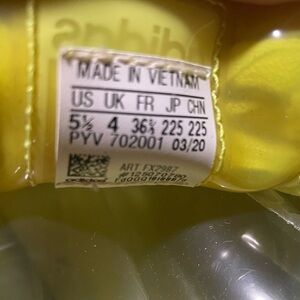 adidas
MADE IN VIETNAM
US UK FR JP CHN
5½ 4 36⅔ 225 225
PYV 702001 03/20
ART FX2987